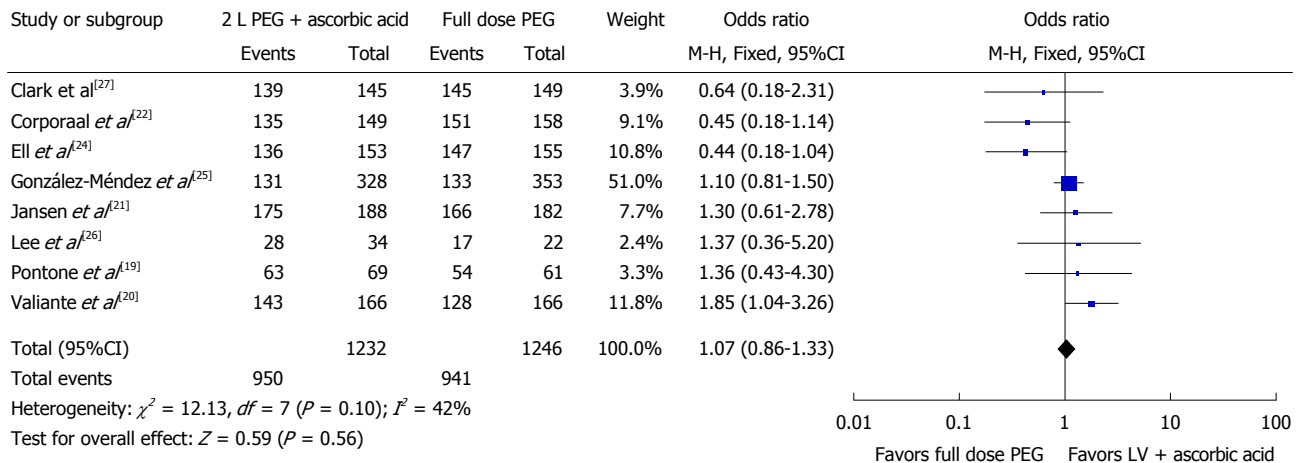 Study or subgroup 2 L PEG + ascorbic acid Full dose PEG Weight Odds ratio Odds ratio
Events Total Events Total M-H, Fixed, 95%CI M-H, Fixed, 95%CI
Clark et al[27] 139 145 145 149 3.9% 0.64 (0.18-2.31)
Corporaal et al[22] 135 149 151 158 9.1% 0.45 (0.18-1.14)
Ell et al[24] 136 153 147 155 10.8% 0.44 (0.18-1.04)
González-Méndez et al[25] 131 328 133 353 51.0% 1.10 (0.81-1.50)
Jansen et al[21] 175 188 166 182 7.7% 1.30 (0.61-2.78)
Lee et al[26] 28 34 17 22 2.4% 1.37 (0.36-5.20)
Pontone et al[19] 63 69 54 61 3.3% 1.36 (0.43-4.30)
Valiante et al[20] 143 166 128 166 11.8% 1.85 (1.04-3.26)
Total (95%CI) 1232 1246 100.0% 1.07 (0.86-1.33)
Total events 950 941
Heterogeneity: χ² = 12.13, df = 7 (P = 0.10); I² = 42%
Test for overall effect: Z = 0.59 (P = 0.56)
0.01 0.1 1 10 100
Favors full dose PEG Favors LV + ascorbic acid